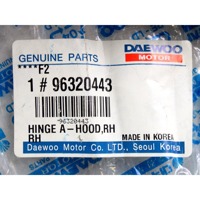 GENUINE PARTS
DAEWOO
MOTOR
****F2
1 # 96320443
96320443
HINGE A-HOOD,RH
RH
MADE IN KOREA
Daewoo Motor Co. LTD., Seoul Korea